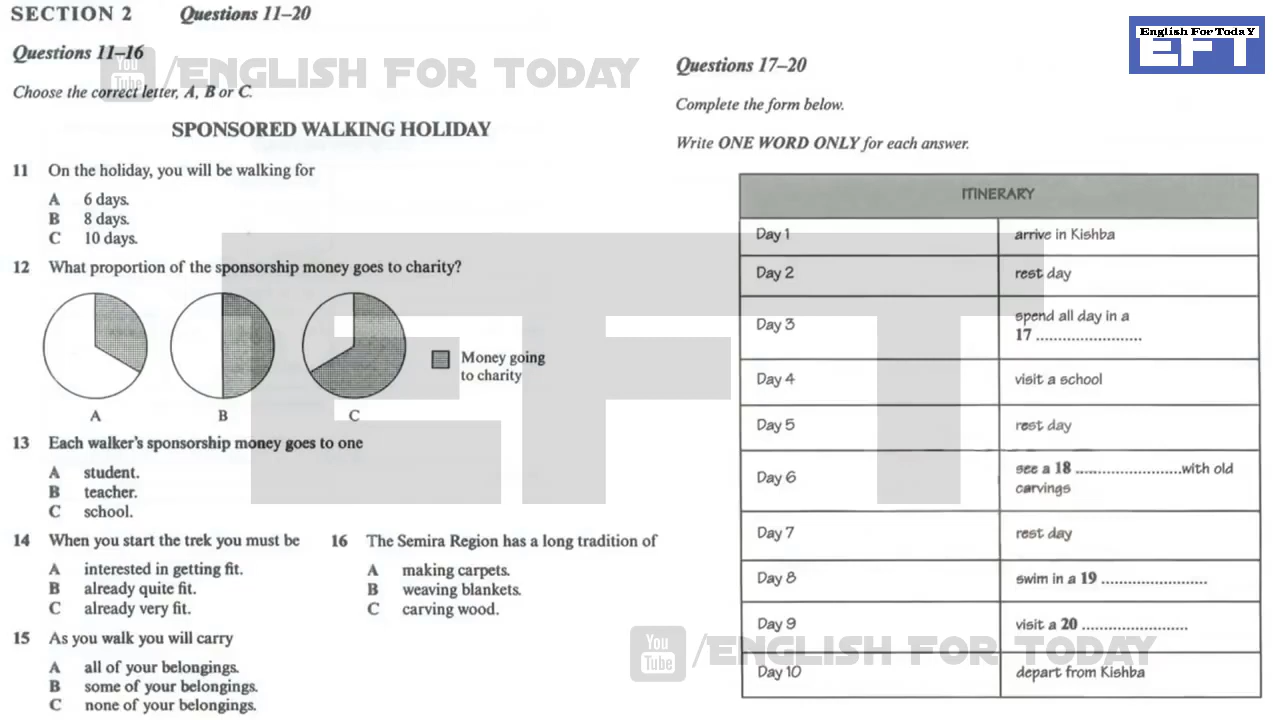 SECTION 2 Questions 11–20
Questions 11–16
Choose the correct letter, A, B or C.
SPONSORED WALKING HOLIDAY
11 On the holiday, you will be walking for
A 6 days.
B 8 days.
C 10 days.
12 What proportion of the sponsorship money goes to charity?
Money going
to charity
A B C
13 Each walker's sponsorship money goes to one
A student.
B teacher.
C school.
14 When you start the trek you must be
A interested in getting fit.
B already quite fit.
C already very fit.
15 As you walk you will carry
A all of your belongings.
B some of your belongings.
C none of your belongings.
16 The Semira Region has a long tradition of
A making carpets.
B weaving blankets.
C carving wood.
English For TodaY
EFT
Questions 17–20
Complete the form below.
Write ONE WORD ONLY for each answer.
ITINERARY
Day 1 arrive in Kishba
Day 2 rest day
Day 3 spend all day in a
17 ........................
Day 4 visit a school
Day 5 rest day
Day 6 see a 18 ........................with old
carvings
Day 7 rest day
Day 8 swim in a 19 ........................
Day 9 visit a 20 ........................
Day 10 depart from Kishba
You Tube /ENGLISH FOR TODAY
EFT
You Tube /ENGLISH FOR TODAY